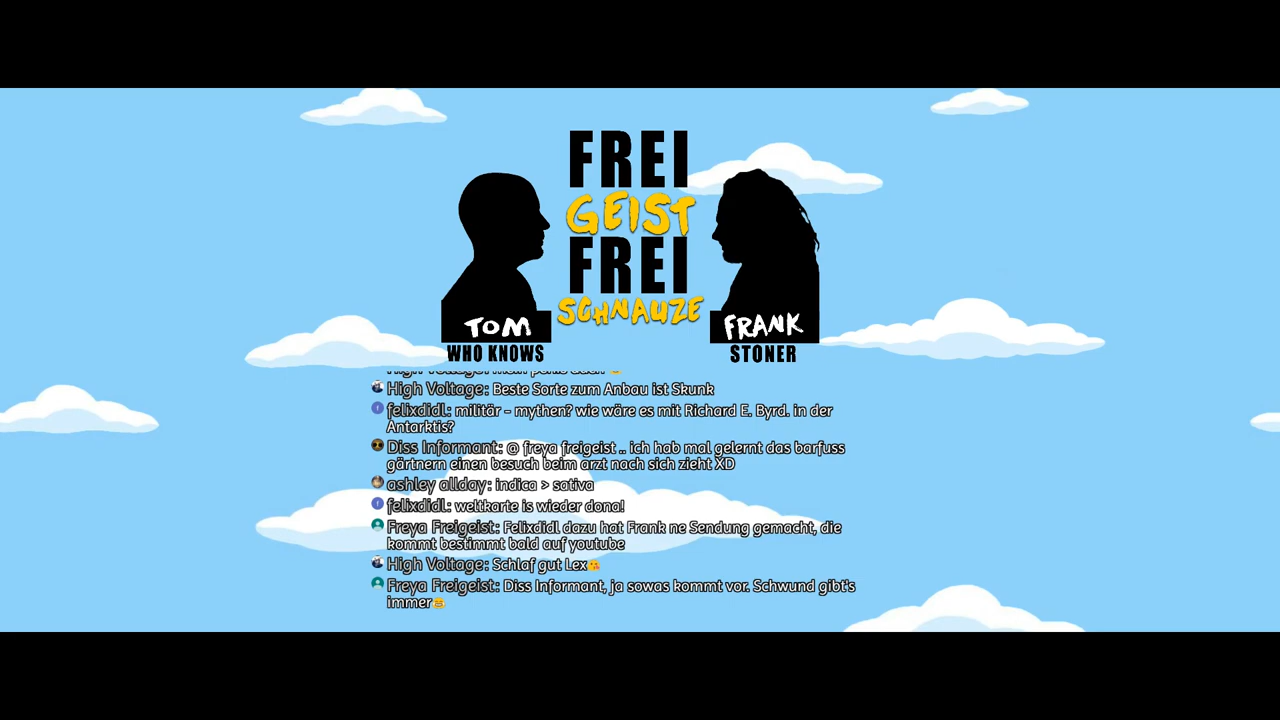 FREI
GEIST
FREI
SCHNAUZE
TOM
WHO KNOWS
FRANK
STONER
High Voltage: Beste Sorte zum Anbau ist Skunk
felixdidl: militär - mythen? wie wäre es mit Richard E. Byrd. in der
Antarktis?
Diss Informant: @ freya freigeist .. ich hab mal gelernt das barfuss
gärtnern einen besuch beim arzt nach sich zieht XD
ashley allday: indica > sativa
felixdidl: weltkarte is wieder dona!
Freya Freigeist: Felixdidl dazu hat Frank ne Sendung gemacht, die
kommt bestimmt bald auf youtube
High Voltage: Schlaf gut Lex😘
Freya Freigeist: Diss Informant, ja sowas kommt vor. Schwund gibt's
immer